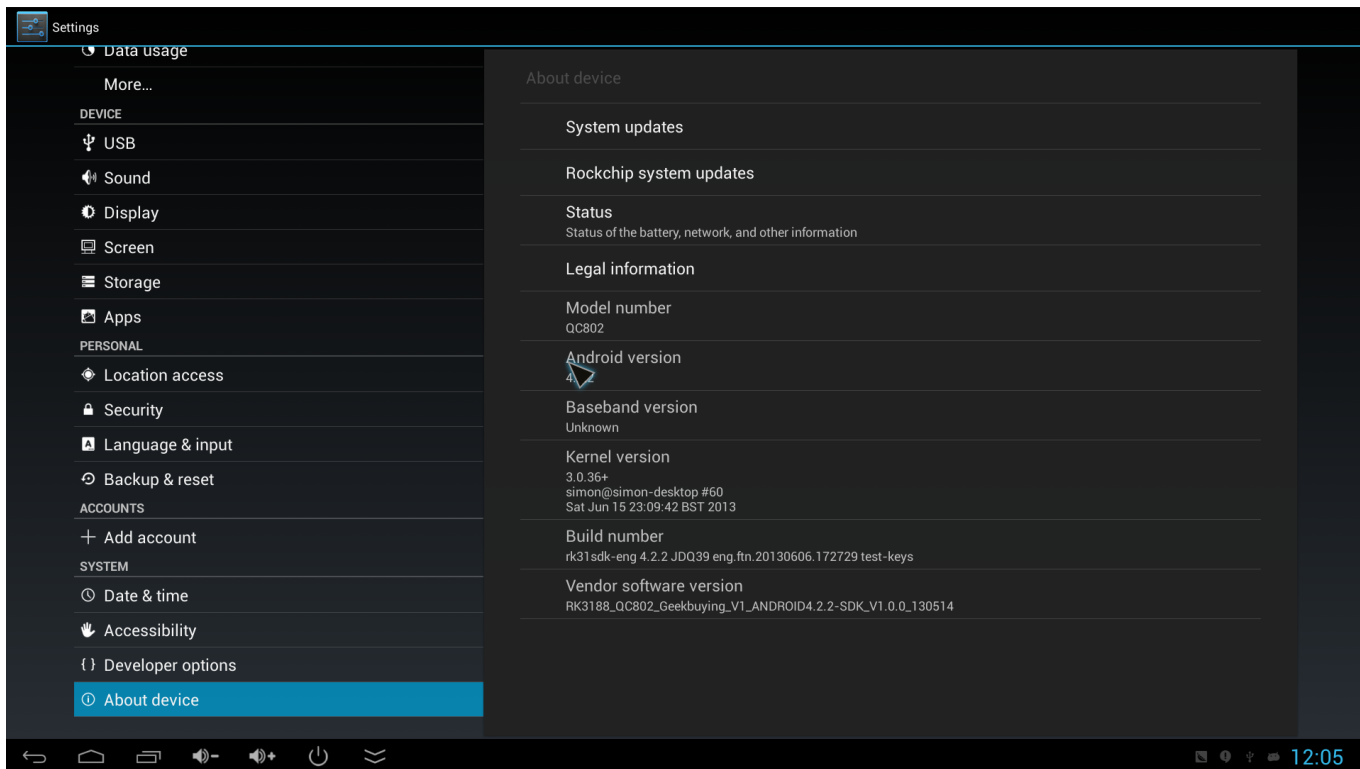 Settings
Data usage
More...
DEVICE
USB
Sound
Display
Screen
Storage
Apps
PERSONAL
Location access
Security
Language & input
Backup & reset
ACCOUNTS
Add account
SYSTEM
Date & time
Accessibility
Developer options
About device
About device
System updates
Rockchip system updates
Status
Status of the battery, network, and other information
Legal information
Model number
QC802
Android version
Baseband version
Unknown
Kernel version
3.0.36+
simon@simon-desktop #60
Sat Jun 15 23:09:42 BST 2013
Build number
rk31sdk-eng 4.2.2 JDQ39 eng.ftn.20130606.172729 test-keys
Vendor software version
RK3188_QC802_Geekbuying_V1_ANDROID4.2.2-SDK_V1.0.0_130514
12:05